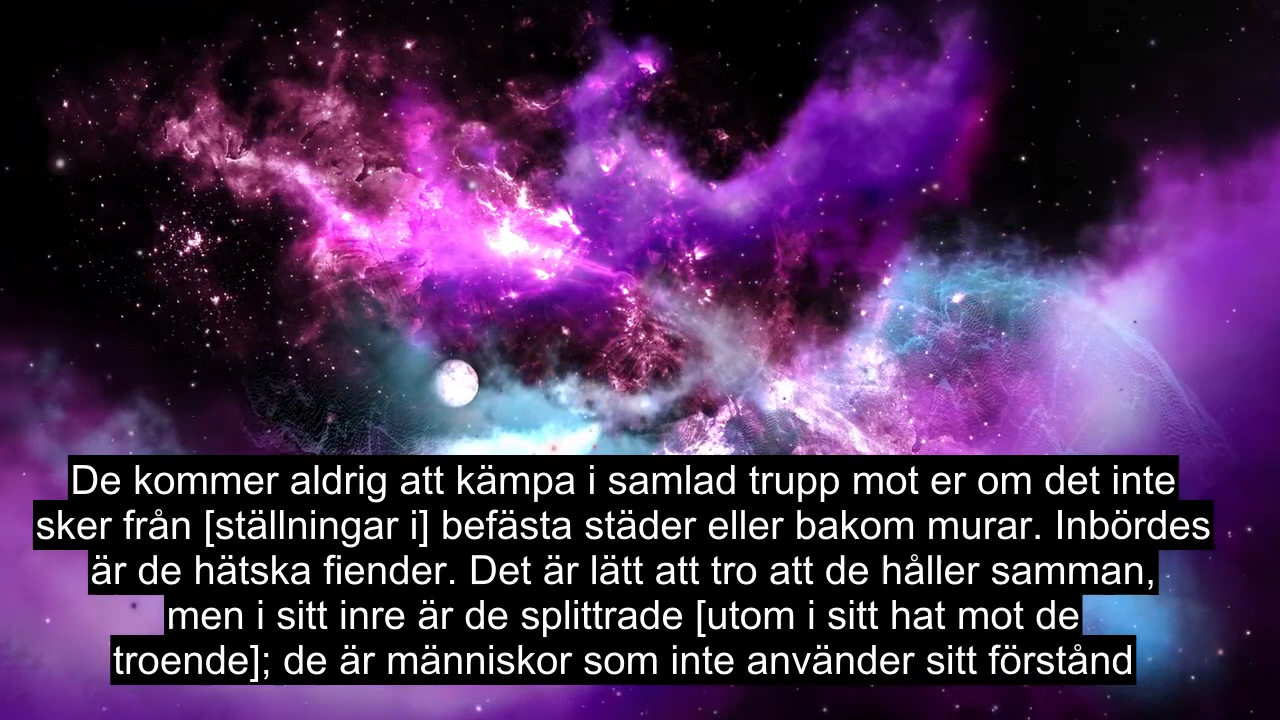 De kommer aldrig att kämpa i samlad trupp mot er om det inte
sker från [ställningar i] befästa städer eller bakom murar. Inbördes
är de hätska fiender. Det är lätt att tro att de håller samman,
men i sitt inre är de splittrade [utom i sitt hat mot de
troende]; de är människor som inte använder sitt förstånd